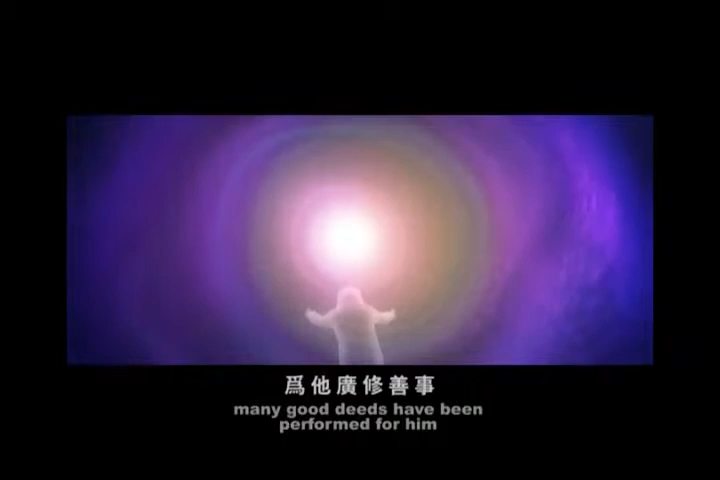 爲他廣修善事
many good deeds have been
performed for him